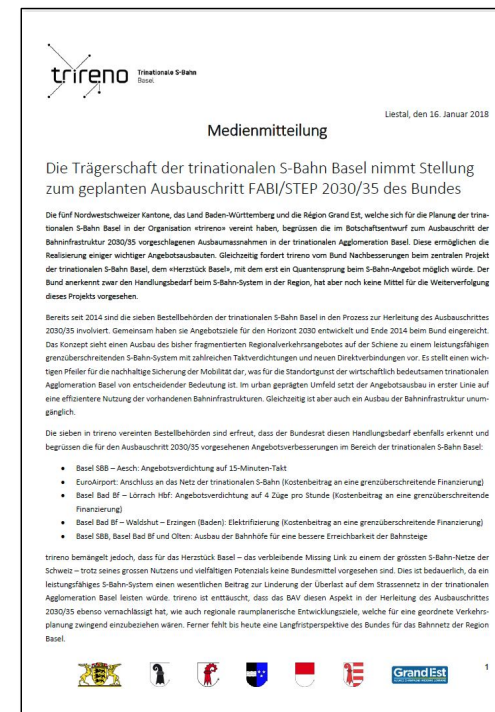 trireno Trinationale S-Bahn
Basel.
Liestal, den 16. Januar 2018
Medienmitteilung
Die Trägerschaft der trinationalen S-Bahn Basel nimmt Stellung
zum geplanten Ausbauschritt FABI/STEP 2030/35 des Bundes
Die fünf Nordwestschweizer Kantone, das Land Baden-Württemberg und die Région Grand Est, welche sich für die Planung der trina-
tionalen S-Bahn Basel in der Organisation «trireno» vereint haben, begrüssen die im Botschaftsentwurf zum Ausbauschritt der
Bahninfrastruktur 2030/35 vorgeschlagenen Ausbaumassnahmen in der trinationalen Agglomeration Basel. Diese ermöglichen die
Realisierung einiger wichtiger Angebotsausbauten. Gleichzeitig fordert trireno vom Bund Nachbesserungen beim zentralen Projekt
der trinationalen S-Bahn Basel, dem «Herzstück Basel», mit dem erst ein Quantensprung beim S-Bahn-Angebot möglich würde. Der
Bund anerkennt zwar den Handlungsbedarf beim S-Bahn-System in der Region, hat aber noch keine Mittel für die Weiterverfolgung
dieses Projekts vorgesehen.
Bereits seit 2014 sind die sieben Bestellbehörden der trinationalen S-Bahn Basel in den Prozess zur Herleitung des Ausbauschrittes
2030/35 involviert. Gemeinsam haben sie Angebotsziele für den Horizont 2030 entwickelt und Ende 2014 beim Bund eingereicht.
Das Konzept sieht einen Ausbau des bisher fragmentierten Regionalverkehrsangebotes auf der Schiene zu einem leistungsfähigen
grenzüberschreitenden S-Bahn-System mit zahlreichen Taktverdichtungen und neuen Direktverbindungen vor. Es stellt einen wich-
tigen Pfeiler für die nachhaltige Sicherung der Mobilität dar, was für die Standortgunst der wirtschaftlich bedeutsamen trinationalen
Agglomeration Basel von entscheidender Bedeutung ist. Im urban geprägten Umfeld setzt der Angebotsausbau in erster Linie auf
eine effizientere Nutzung der vorhandenen Bahninfrastrukturen. Gleichzeitig ist aber auch ein Ausbau der Bahninfrastruktur unum-
gänglich.
Die sieben in trireno vereinten Bestellbehörden sind erfreut, dass der Bundesrat diesen Handlungsbedarf ebenfalls erkennt und
begrüssen die für den Ausbauschritt 2030/35 vorgesehenen Angebotsverbesserungen im Bereich der trinationalen S-Bahn Basel:
• Basel SBB – Aesch: Angebotsverdichtung auf 15-Minuten-Takt
• EuroAirport: Anschluss an das Netz der trinationalen S-Bahn (Kostenbeitrag an eine grenzüberschreitende Finanzierung)
• Basel Bad Bf – Lörrach Hbf: Angebotsverdichtung auf 4 Züge pro Stunde (Kostenbeitrag an eine grenzüberschreitende
Finanzierung)
• Basel Bad Bf – Waldshut – Erzingen (Baden): Elektrifizierung (Kostenbeitrag an eine grenzüberschreitende Finanzierung)
• Basel SBB, Basel Bad Bf und Olten: Ausbau der Bahnhöfe für eine bessere Erreichbarkeit der Bahnsteige
trireno bemängelt jedoch, dass für das Herzstück Basel – das verbleibende Missing Link zu einem der grössten S-Bahn-Netze der
Schweiz – trotz seines grossen Nutzens und vielfältigen Potenzials keine Bundesmittel vorgesehen sind. Dies ist bedauerlich, da ein
leistungsfähiges S-Bahn-System einen wesentlichen Beitrag zur Linderung der Überlast auf dem Strassennetz in der trinationalen
Agglomeration Basel leisten würde. trireno ist enttäuscht, dass das BAV diesen Aspekt in der Herleitung des Ausbauschrittes
2030/35 ebenso vernachlässigt hat, wie auch regionale raumplanerische Entwicklungsziele, welche für eine geordnete Verkehrs-
planung zwingend einzubeziehen wären. Ferner fehlt bis heute eine Langfristperspektive des Bundes für das Bahnnetz der Region
Basel.
Grand Est
1